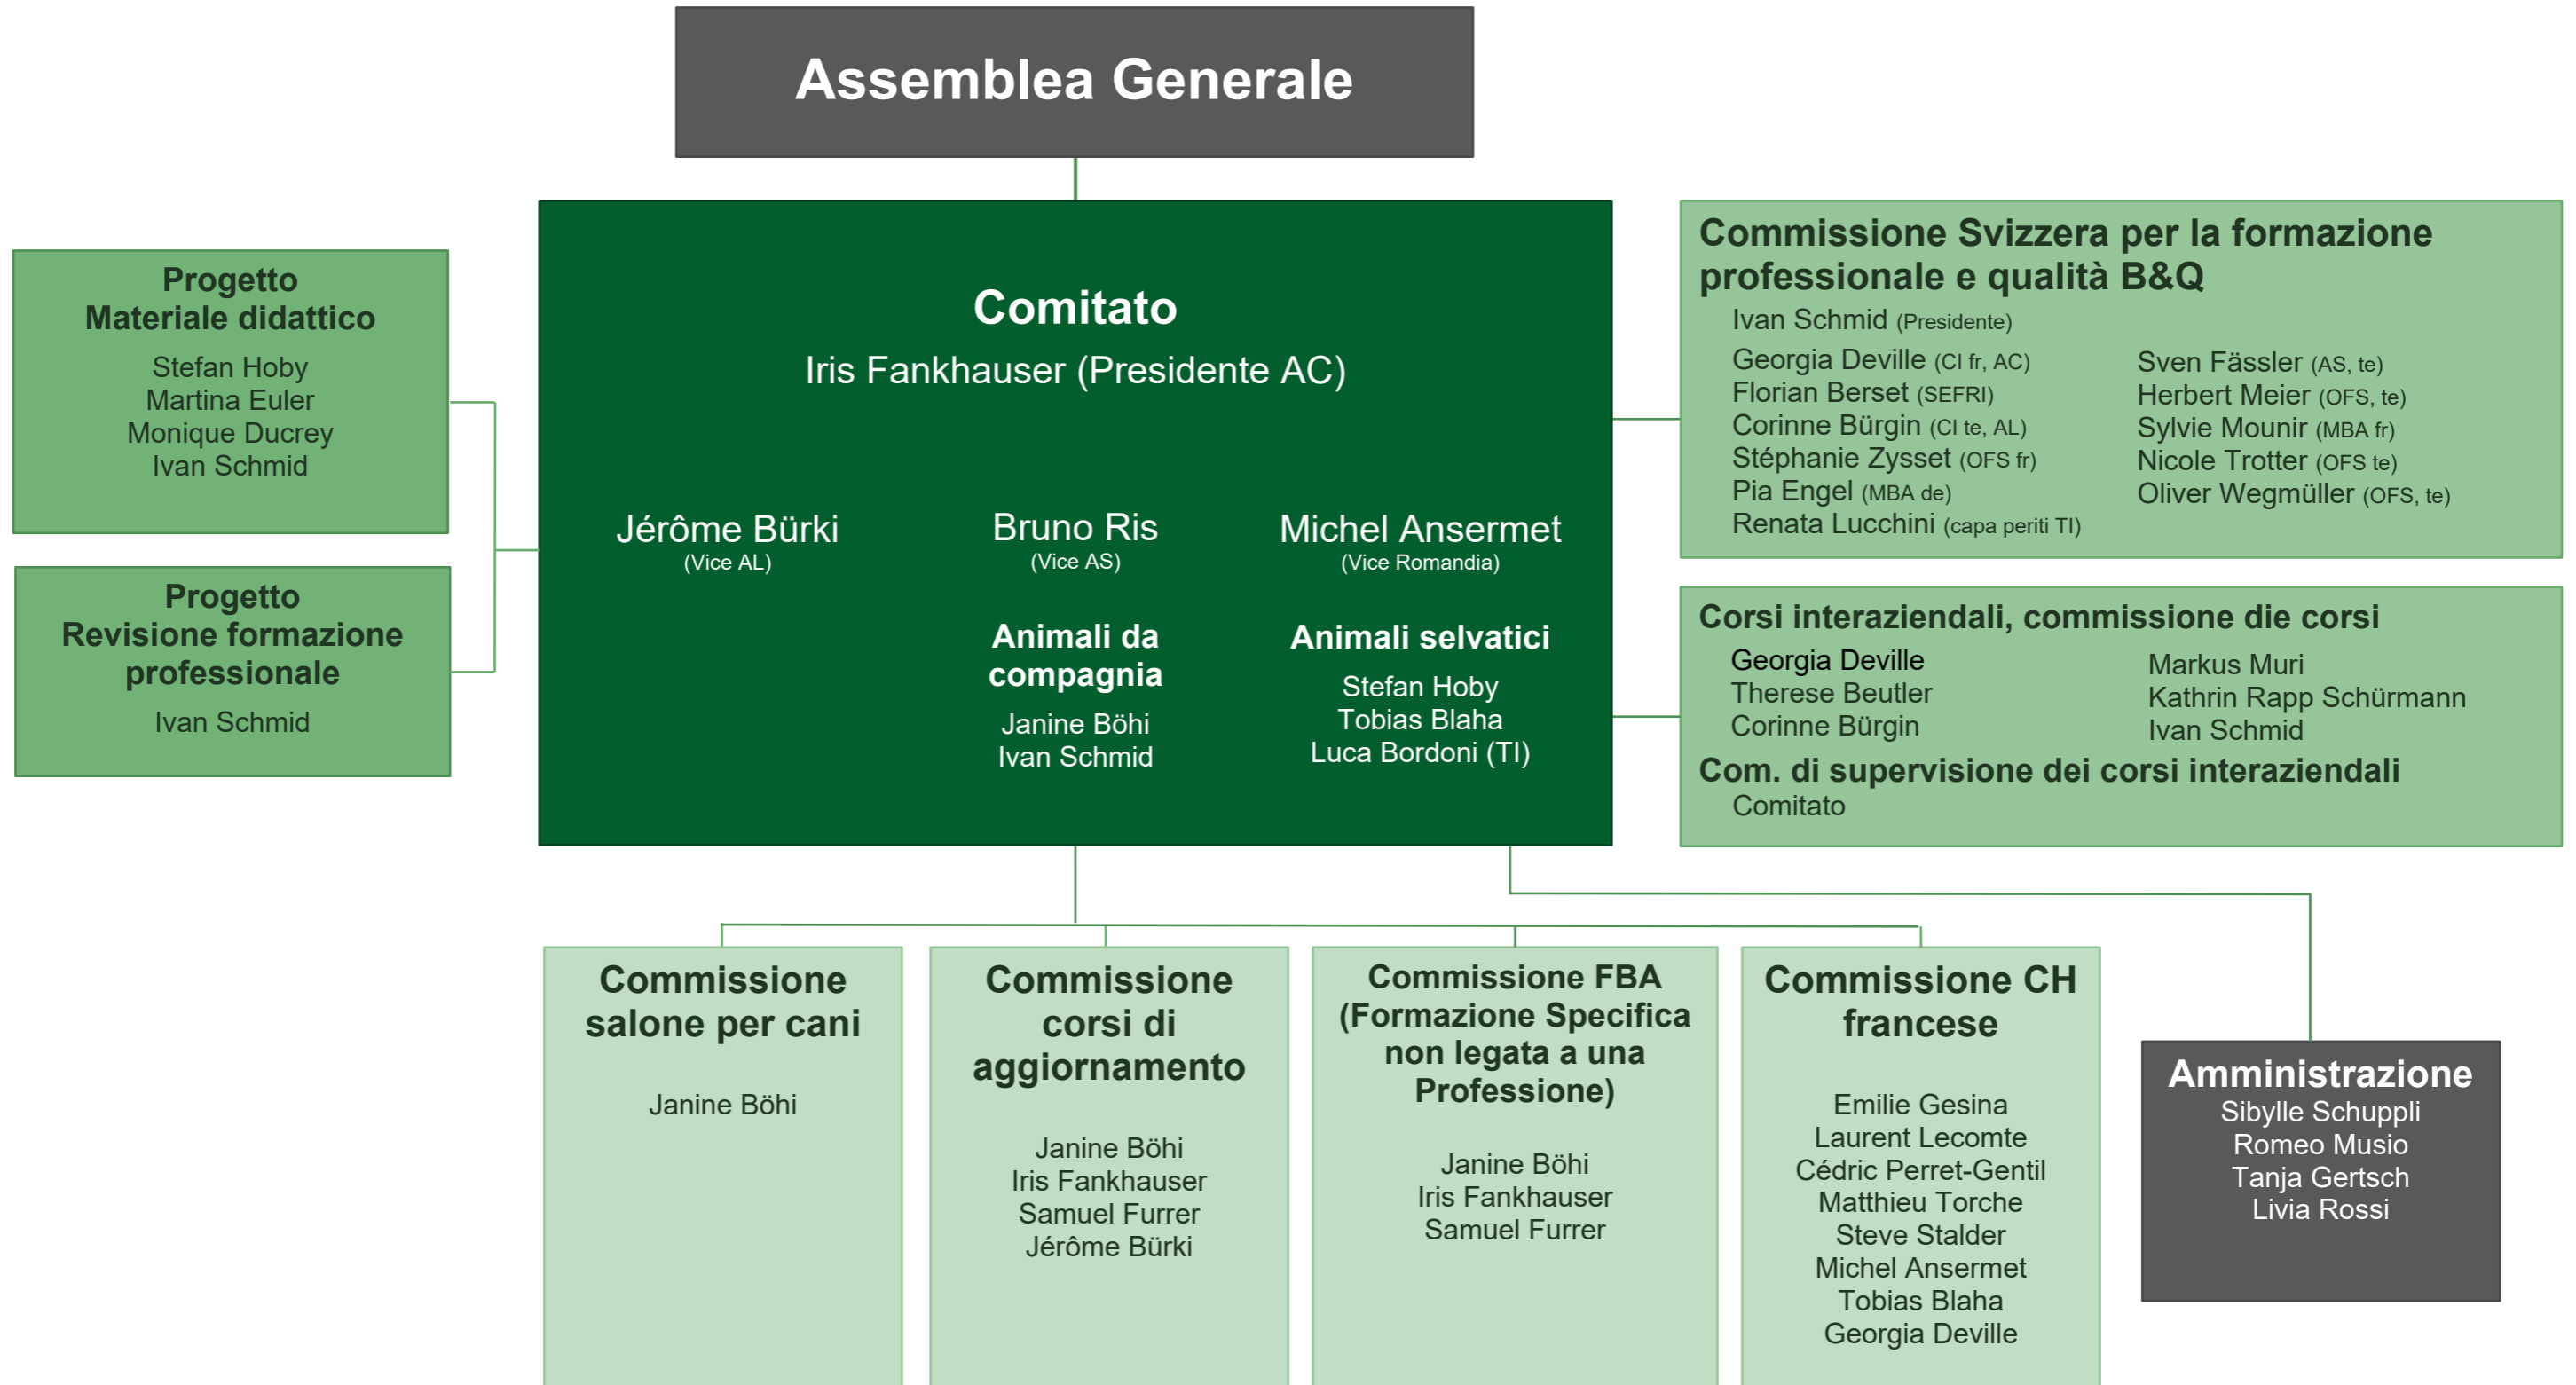 Assemblea Generale
Progetto
Materiale didattico
Stefan Hoby
Martina Euler
Monique Ducrey
Ivan Schmid
Progetto
Revisione formazione
professionale
Ivan Schmid
Comitato
Iris Fankhauser (Presidente AC)
Jérôme Bürki
(Vice AL)
Bruno Ris
(Vice AS)
Michel Ansermet
(Vice Romandia)
Animali da
compagnia
Janine Böhi
Ivan Schmid
Animali selvatici
Stefan Hoby
Tobias Blaha
Luca Bordoni (TI)
Commissione Svizzera per la formazione
professionale e qualità B&Q
Ivan Schmid (Presidente)
Georgia Deville (CI fr, AC)
Florian Berset (SEFRI)
Corinne Bürgin (CI te, AL)
Stéphanie Zysset (OFS fr)
Pia Engel (MBA de)
Renata Lucchini (capa periti TI)
Sven Fässler (AS, te)
Herbert Meier (OFS, te)
Sylvie Mounir (MBA fr)
Nicole Trotter (OFS te)
Oliver Wegmüller (OFS, te)
Corsi interaziendali, commissione die corsi
Georgia Deville
Therese Beutler
Corinne Bürgin
Markus Muri
Kathrin Rapp Schürmann
Ivan Schmid
Com. di supervisione dei corsi interaziendali
Comitato
Commissione
salone per cani
Janine Böhi
Commissione
corsi di
aggiornamento
Janine Böhi
Iris Fankhauser
Samuel Furrer
Jérôme Bürki
Commissione FBA
(Formazione Specifica
non legata a una
Professione)
Janine Böhi
Iris Fankhauser
Samuel Furrer
Commissione CH
francese
Emilie Gesina
Laurent Lecomte
Cédric Perret-Gentil
Matthieu Torche
Steve Stalder
Michel Ansermet
Tobias Blaha
Georgia Deville
Amministrazione
Sibylle Schuppli
Romeo Musio
Tanja Gertsch
Livia Rossi